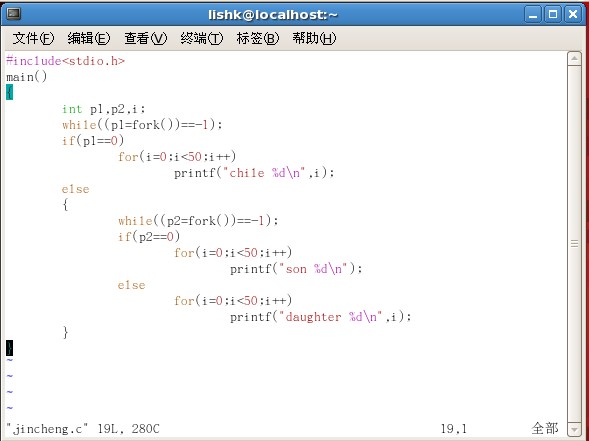 lishk@localhost:~
文件(F) 编辑(E) 查看(V) 终端(T) 标签(B) 帮助(H)
#include<stdio.h>
main()
{
        int p1,p2,i;
        while((p1=fork())==-1);
        if(p1==0)
                for(i=0;i<50;i++)
                        printf("chile %d\n",i);
        else
        {
                while((p2=fork())==-1);
                if(p2==0)
                        for(i=0;i<50;i++)
                                printf("son %d\n");
                else
                        for(i=0;i<50;i++)
                                printf("daughter %d\n",i);
        }
}
~
~
~
~
"jincheng.c" 19L, 280C 19,1 全部